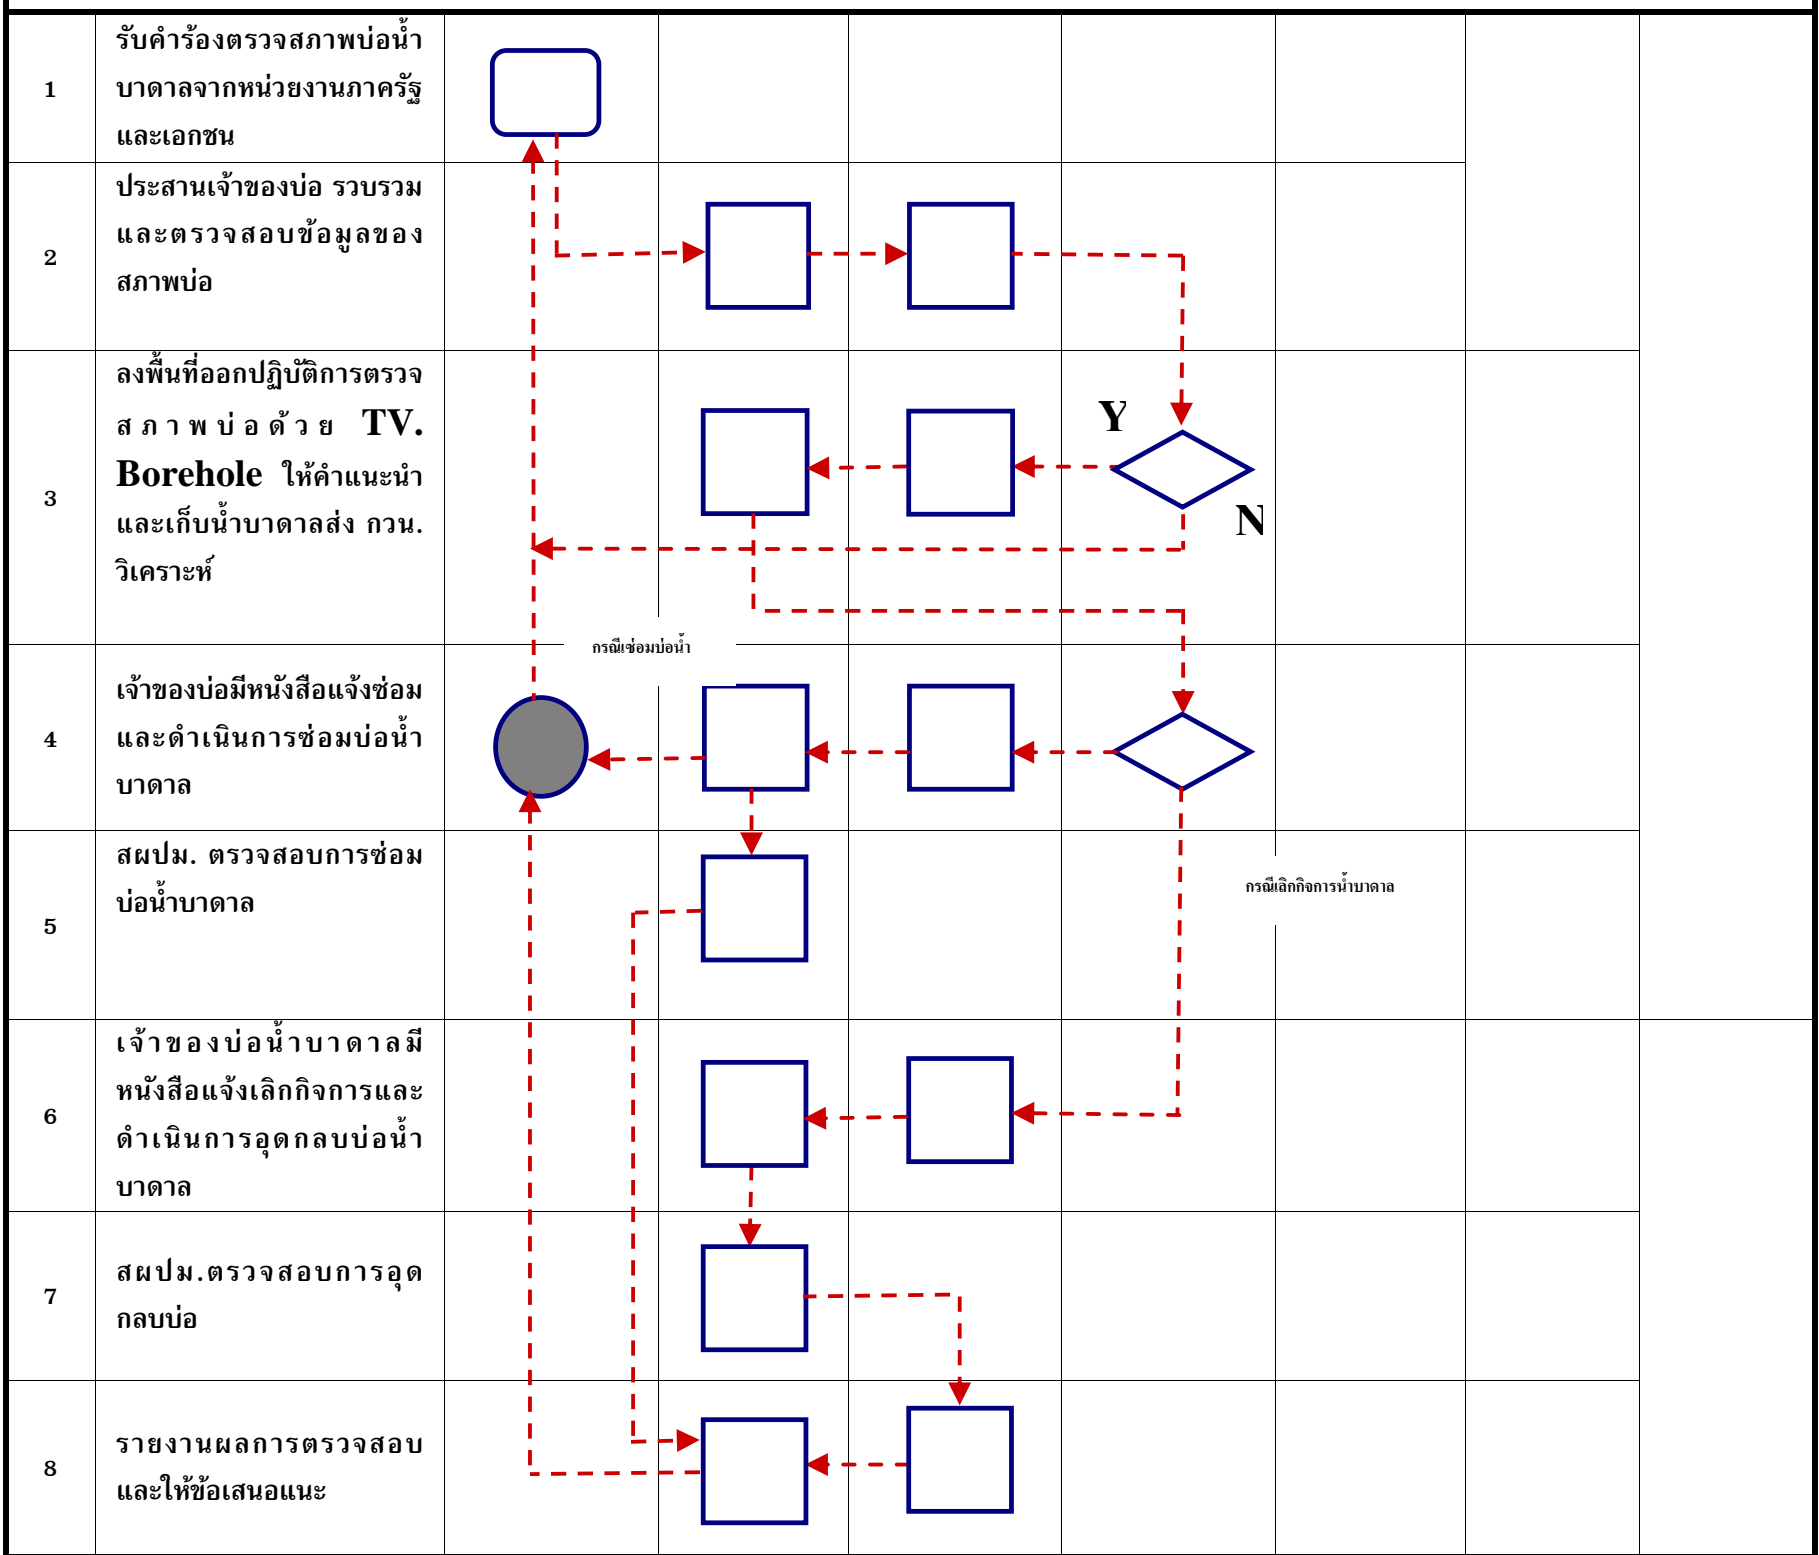 1
รับคำร้องตรวจสภาพบ่อน้ำ
บาดาลจากหน่วยงานภาครัฐ
และเอกชน
2
ประสานเจ้าของบ่อ รวบรวม
และตรวจสอบข้อมูลของ
สภาพบ่อ
3
ลงพื้นที่ออกปฏิบัติการตรวจ
สภาพบ่อด้วย TV.
Borehole ให้คำแนะนำ
และเก็บน้ำบาดาลส่ง กวน.
วิเคราะห์
Y
N
กรณีเซ่อมบ่อน้ำ
4
เจ้าของบ่อมีหนังสือแจ้งซ่อม
และดำเนินการซ่อมบ่อน้ำ
บาดาล
5
สผปม. ตรวจสอบการซ่อม
บ่อน้ำบาดาล
กรณีเลิกกิจการน้ำบาดาล
6
เจ้าของบ่อน้ำบาดาลมี
หนังสือแจ้งเลิกกิจการและ
ดำเนินการอุดกลบบ่อน้ำ
บาดาล
7
สผปม.ตรวจสอบการอุด
กลบบ่อ
8
รายงานผลการตรวจสอบ
และให้ข้อเสนอแนะ